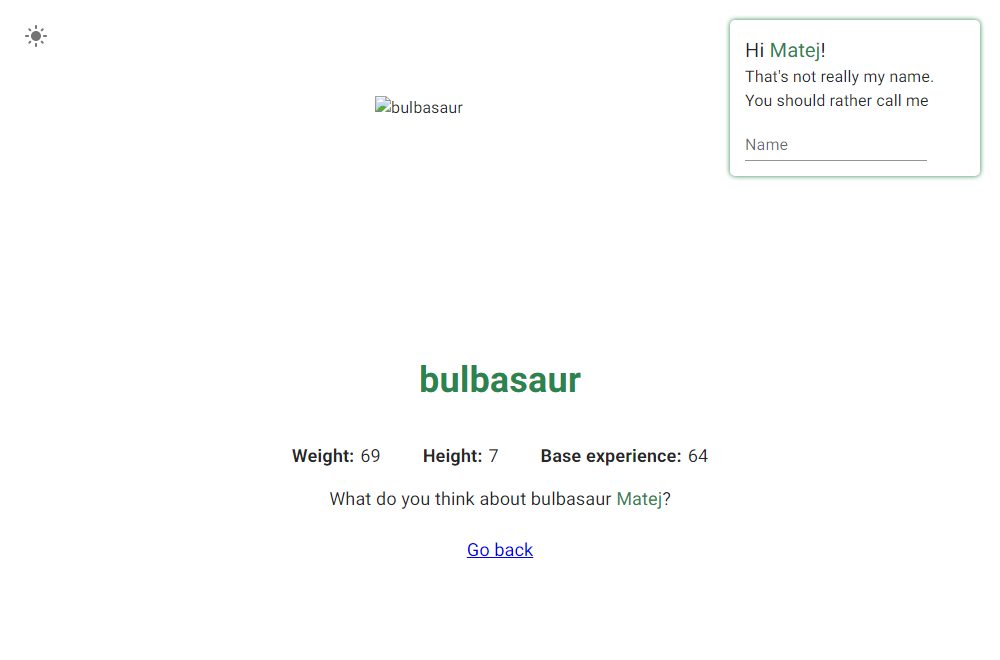 Hi Matej!
That's not really my name.
You should rather call me
Name
bulbasaur
bulbasaur
Weight: 69 Height: 7 Base experience: 64
What do you think about bulbasaur Matej?
Go back